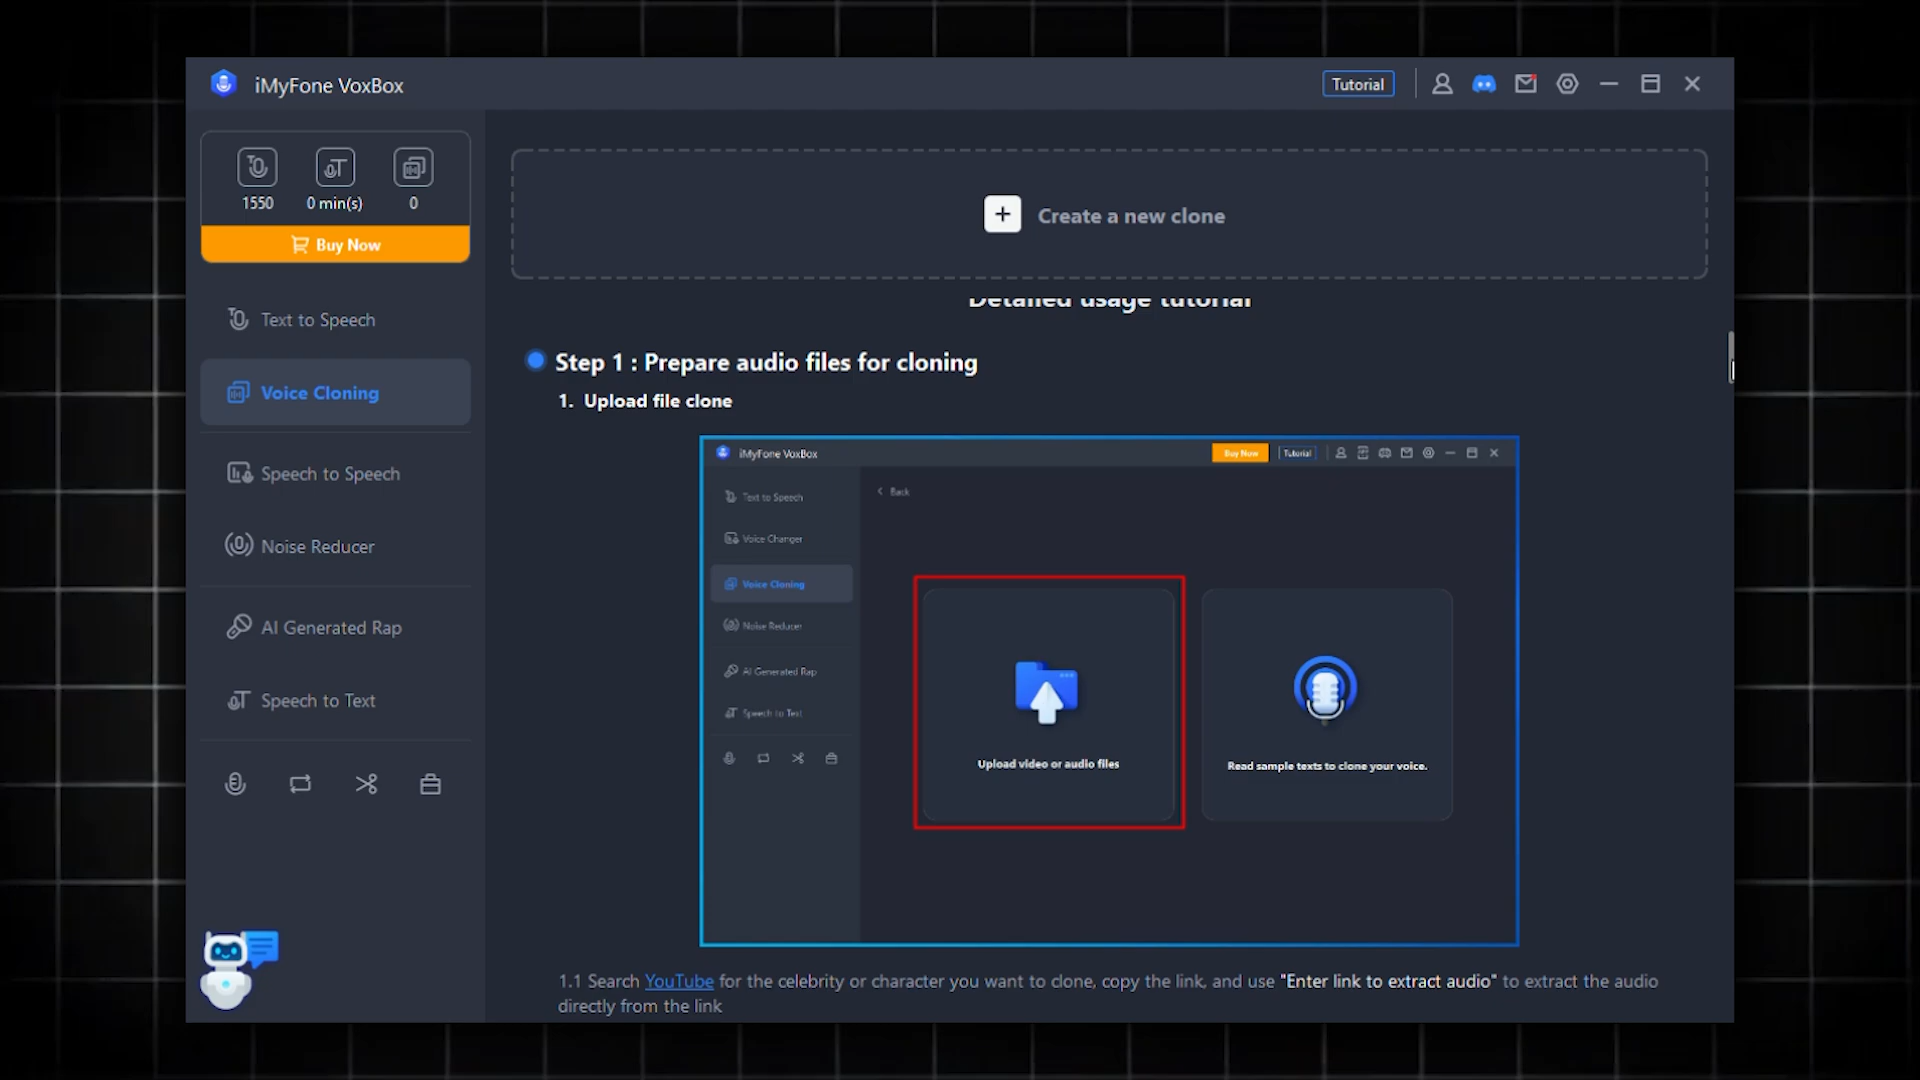 iMyFone VoxBox
Tutorial
1550
0 min(s)
0
Buy Now
Text to Speech
Voice Cloning
Speech to Speech
Noise Reducer
AI Generated Rap
Speech to Text
Create a new clone
Detailed usage tutorial
Step 1 : Prepare audio files for cloning
1. Upload file clone
iMyFone VoxBox
Buy Now
Tutorial
Text to Speech
Voice Changer
Voice Cloning
Noise Reducer
AI Generated Rap
Speech to Text
Back
Upload video or audio files
Read sample texts to clone your voice.
1.1 Search YouTube for the celebrity or character you want to clone, copy the link, and use "Enter link to extract audio" to extract the audio
directly from the link